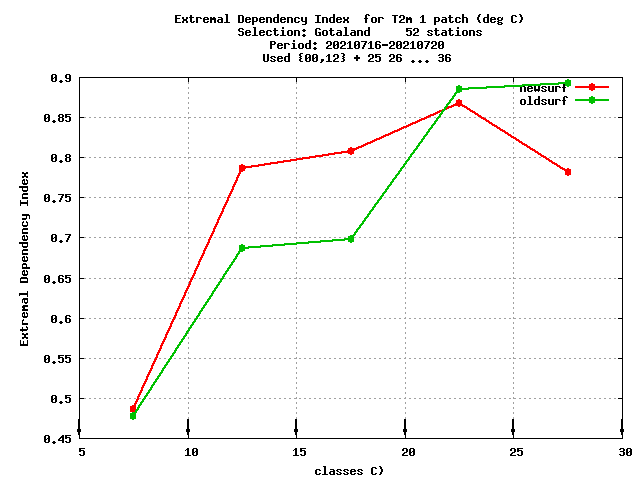 Extremal Dependency Index  for T2m 1 patch (deg C)
Selection: Gotaland     52 stations
Period: 20210716-20210720
Used {00,12} + 25 26 ... 36
0.9
newsurf
oldsurf
0.85
0.8
0.75
0.7
0.65
0.6
0.55
0.5
0.45
Extremal Dependency Index
5 10 15 20 25 30
classes C)